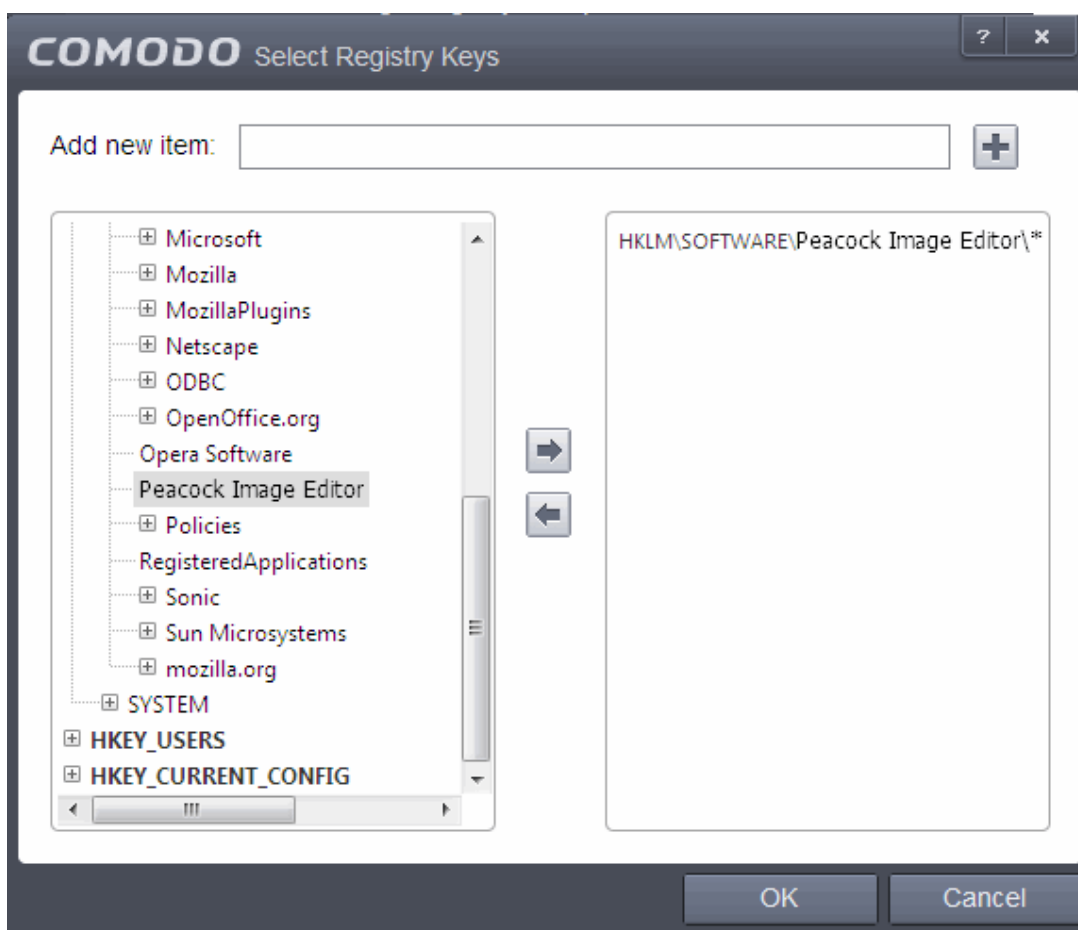 COMODO Select Registry Keys
? x
Add new item:
Microsoft
Mozilla
MozillaPlugins
Netscape
ODBC
OpenOffice.org
Opera Software
Peacock Image Editor
Policies
RegisteredApplications
Sonic
Sun Microsystems
mozilla.org
SYSTEM
HKEY_USERS
HKEY_CURRENT_CONFIG
HKLM\SOFTWARE\Peacock Image Editor\*
OK
Cancel